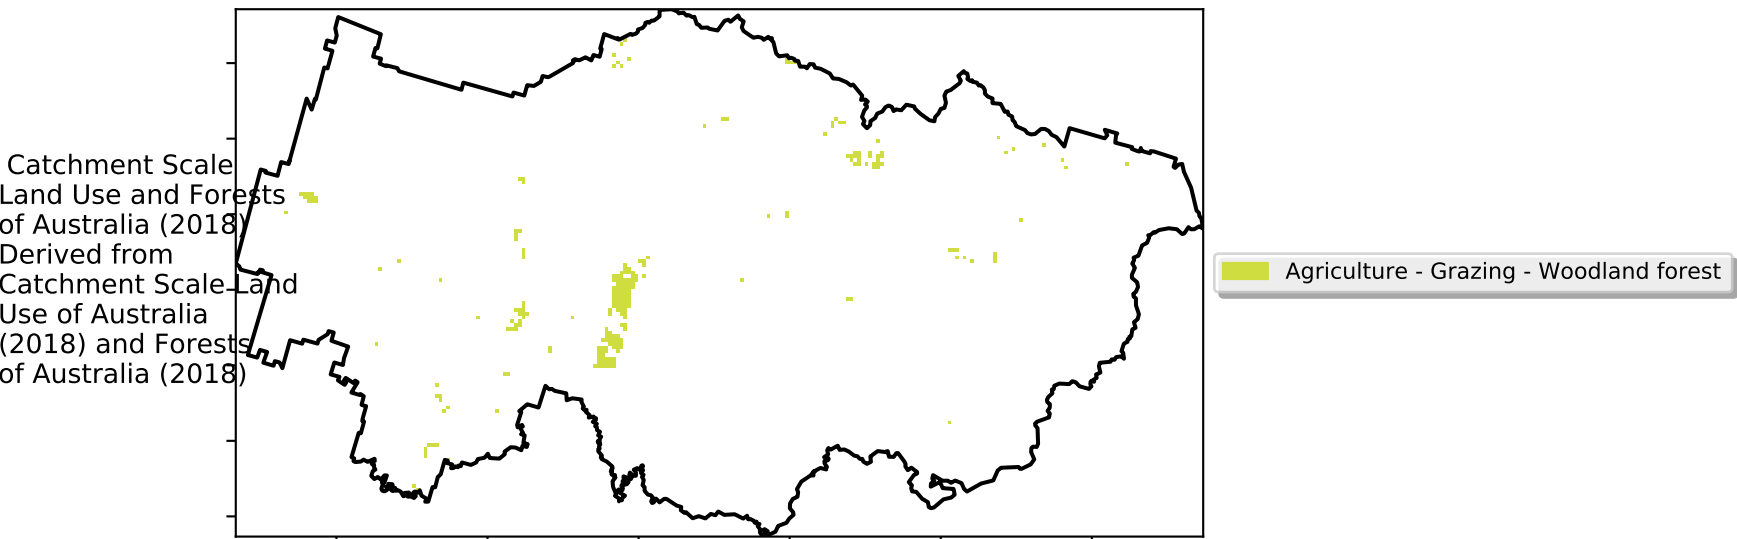 Catchment Scale
Land Use and Forests
of Australia (2018)
Derived from
Catchment Scale Land
Use of Australia
(2018) and Forests
of Australia (2018)
Agriculture - Grazing - Woodland forest